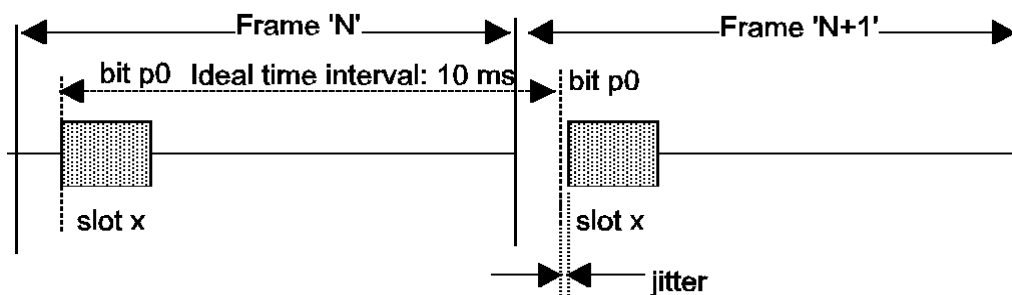 Frame 'N' Frame 'N+1'
bit p0 Ideal time interval: 10 ms bit p0
slot x slot x
jitter